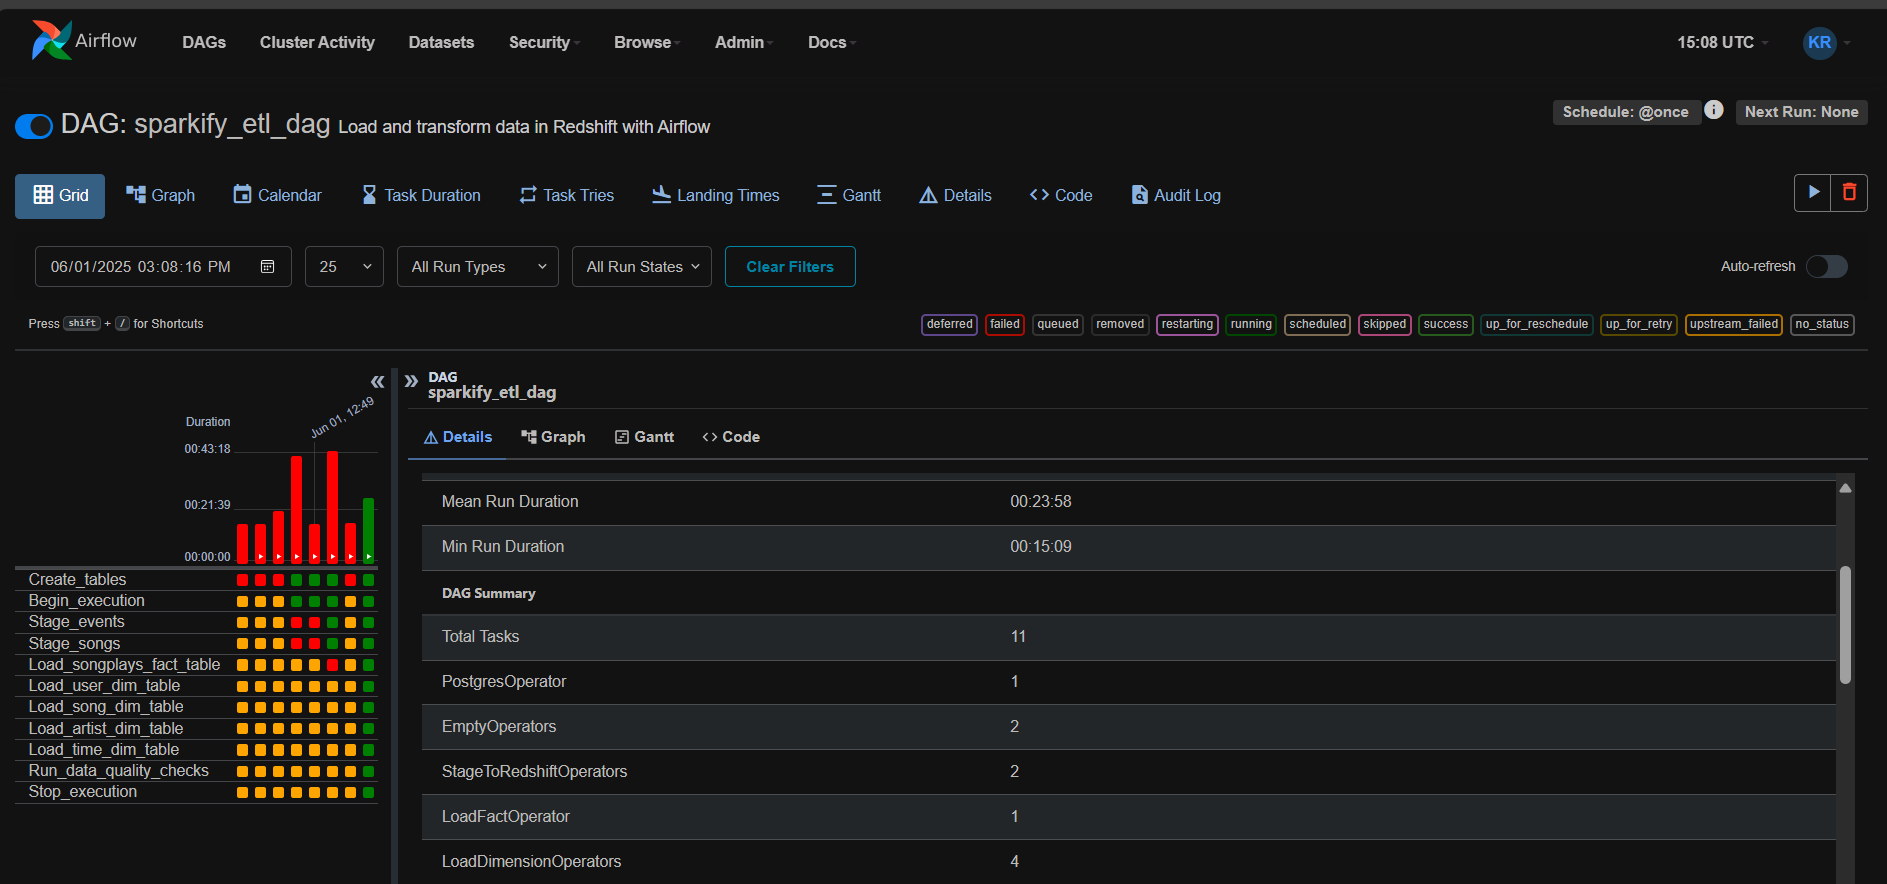 Airflow
DAGs Cluster Activity Datasets Security Browse Admin Docs 15:08 UTC KR
DAG: sparkify_etl_dag Load and transform data in Redshift with Airflow
Schedule: @once i Next Run: None
Grid Graph Calendar Task Duration Task Tries Landing Times Gantt Details Code Audit Log
06/01/2025 03:08:16 PM 25 All Run Types All Run States Clear Filters Auto-refresh
Press shift + / for Shortcuts
deferred failed queued removed restarting running scheduled skipped success up_for_reschedule up_for_retry upstream_failed no_status
DAG
sparkify_etl_dag
Details Graph Gantt Code
Jun 01, 12:49
Duration
00:43:18
00:21:39
00:00:00
Create_tables
Begin_execution
Stage_events
Stage_songs
Load_songplays_fact_table
Load_user_dim_table
Load_song_dim_table
Load_artist_dim_table
Load_time_dim_table
Run_data_quality_checks
Stop_execution
Mean Run Duration 00:23:58
Min Run Duration 00:15:09
DAG Summary
Total Tasks 11
PostgresOperator 1
EmptyOperators 2
StageToRedshiftOperators 2
LoadFactOperator 1
LoadDimensionOperators 4